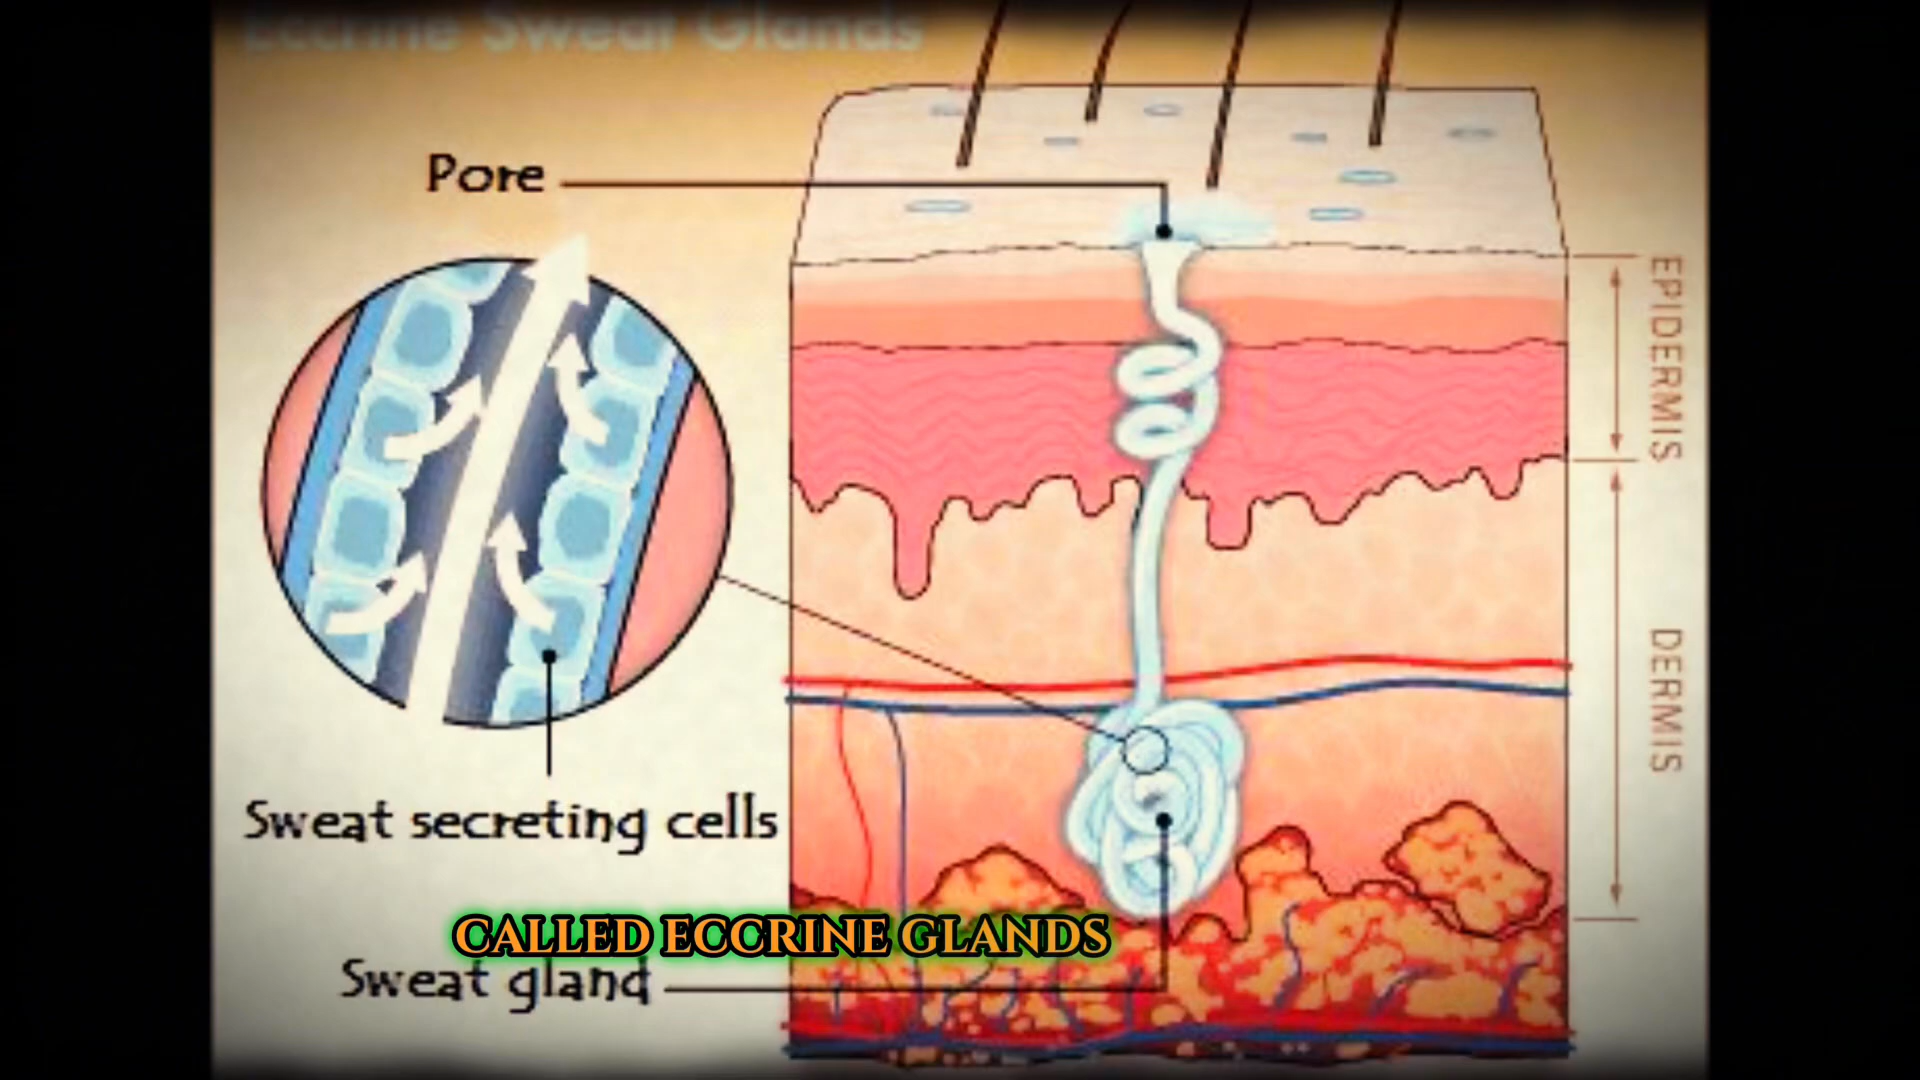 Eccrine Sweat Glands
Pore
EPIDERMIS
DERMIS
Sweat secreting cells
CALLED ECCRINE GLANDS
Sweat gland